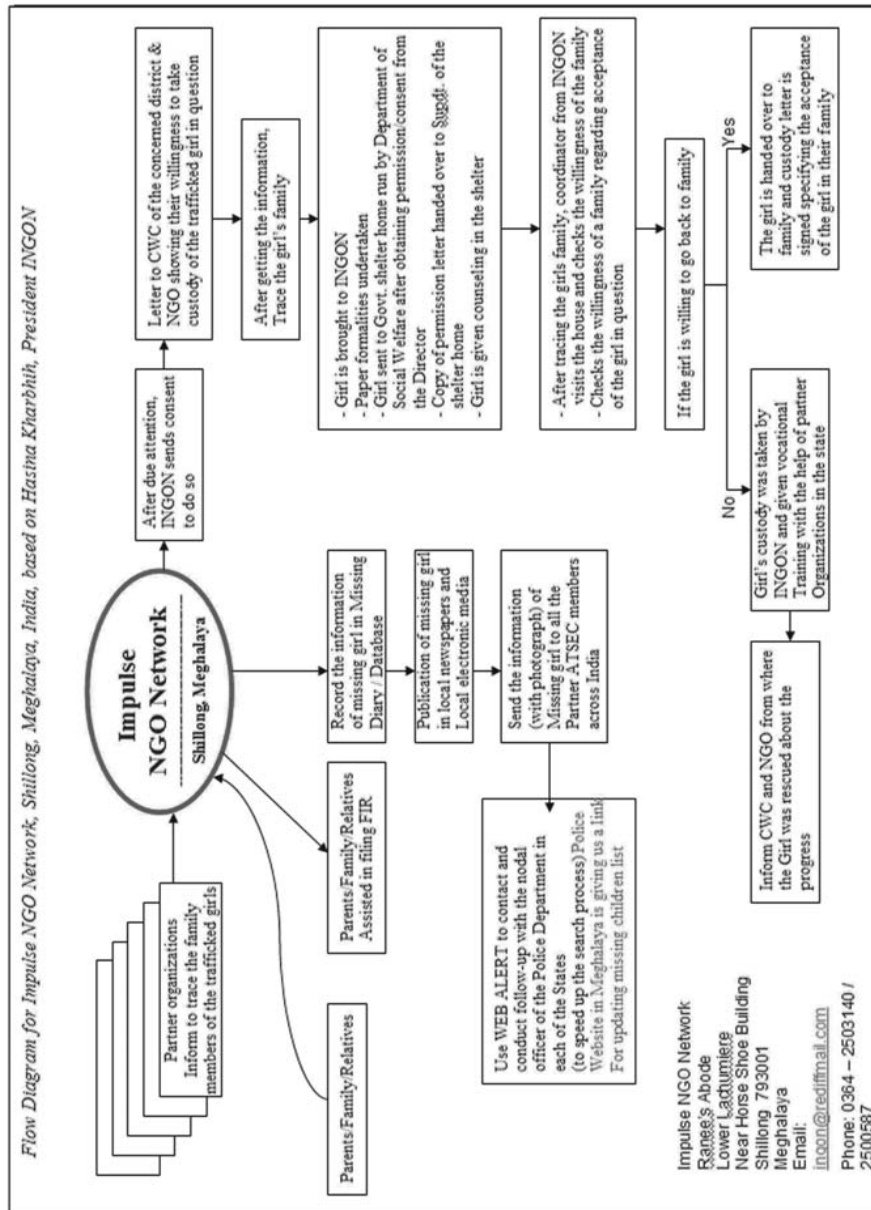 Flow Diagram for Impulse NGO Network, Shillong, Meghalaya, India, based on Hasina Kharbhih, President INGON
Partner organizations
Inform to trace the family
members of the trafficked girls
Impulse
NGO Network
Shillong, Meghalaya
After due attention,
INGON sends consent
to do so
Letter to CWC of the concerned district &
NGO showing their willingness to take
custody of the trafficked girl in question
After getting the information,
Trace the girl's family
- Girl is brought to INGON
- Paper formalities undertaken
- Girl sent to Govt. shelter home run by Department of
Social Welfare after obtaining permission/consent from
the Director
- Copy of permission letter handed over to Supdt. of the
shelter home
- Girl is given counseling in the shelter
- After tracing the girls family, coordinator from INGON
visits the house and checks the willingness of the family
- Checks the willingness of a family regarding acceptance
of the girl in question
If the girl is willing to go back to family
No
Yes
Girl's custody was taken by
INGON and given vocational
Training with the help of partner
Organizations in the state
The girl is handed over to
family and custody letter is
signed specifying the acceptance
of the girl in their family
Inform CWC and NGO from where
the Girl was rescued about the
progress
Parents/Family/Relatives
Parents/Family/Relatives
Assisted in filing FIR
Record the information
of missing girl in Missing
Diary / Database
Publication of missing girl
in local newspapers and
Local electronic media
Send the information
(with photograph) of
Missing girl to all the
Partner ATSEC members
across India
Use WEB ALERT to contact and
conduct follow-up with the nodal
officer of the Police Department in
each of the States
(to speed up the search process)Police
Website in Meghalaya is giving us a link
For updating missing children list
Impulse NGO Network
Ranee's Abode
Lower Lachumiere
Near Horse Shoe Building
Shillong 793001
Meghalaya
Email:
ingon@rediffmail.com
Phone: 0364 – 2503140 /
2500587